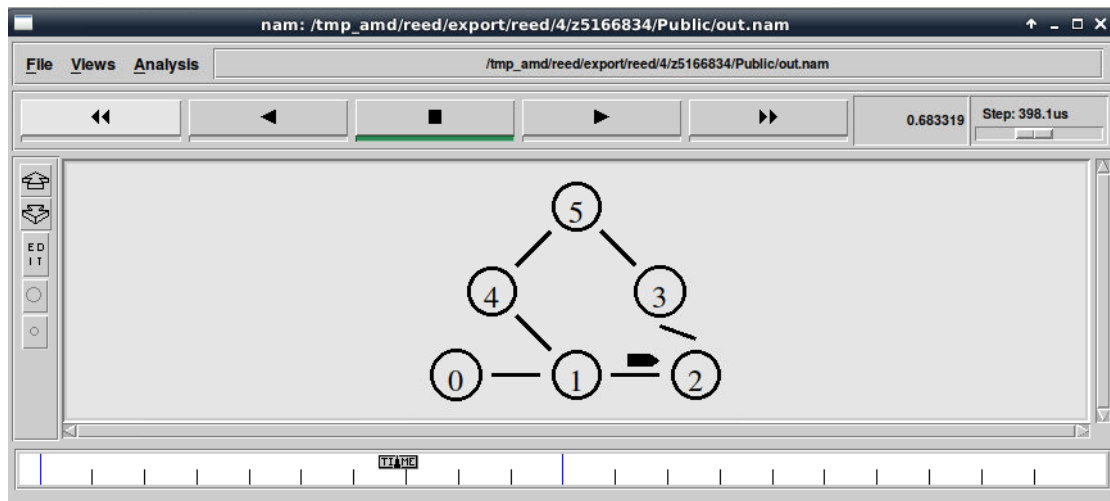 nam: /tmp_amd/reed/export/reed/4/z5166834/Public/out.nam
File Views Analysis /tmp_amd/reed/export/reed/4/z5166834/Public/out.nam
0.683319 Step: 398.1us
E D
I T
5
4 3
0 1 2
TIME